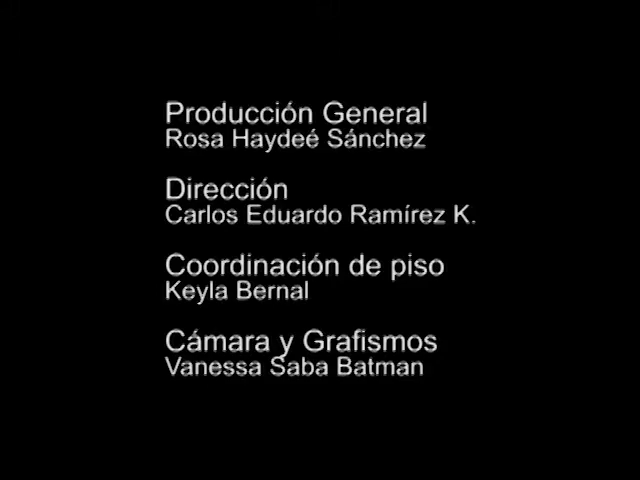 Producción General
Rosa Haydeé Sánchez
Dirección
Carlos Eduardo Ramírez K.
Coordinación de piso
Keyla Bernal
Cámara y Grafismos
Vanessa Saba Batman